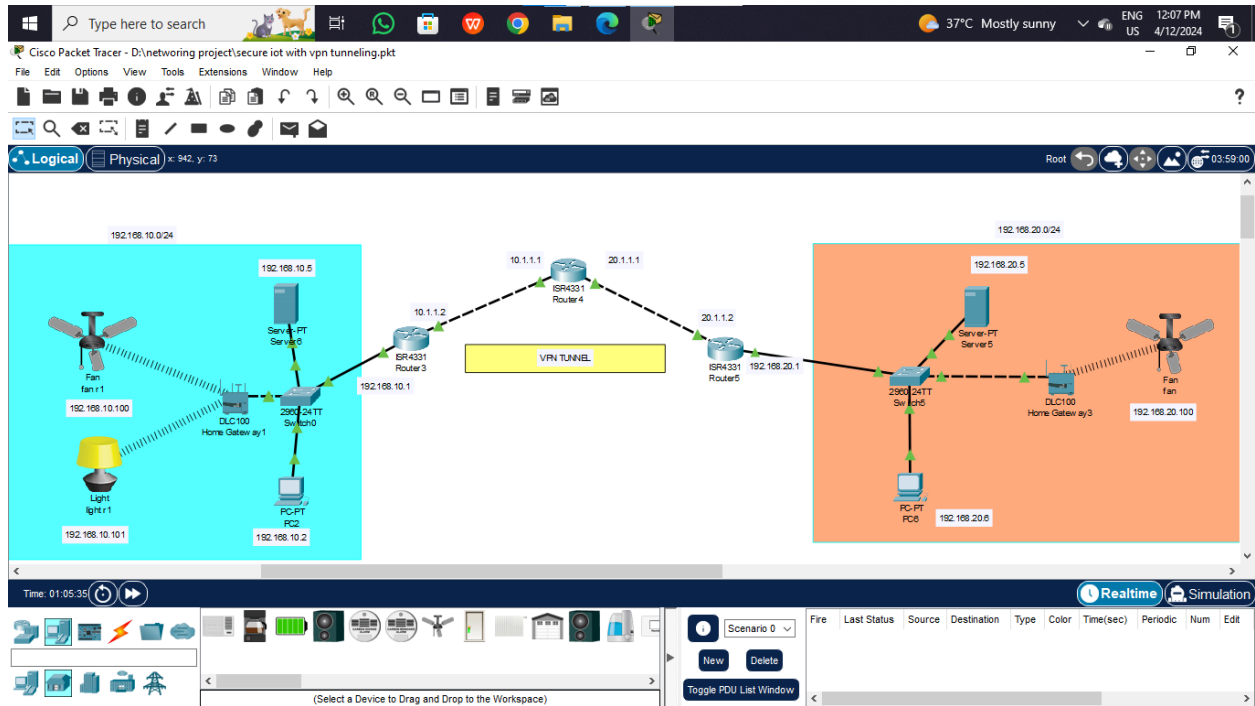 Type here to search
37°C Mostly sunny
ENG
US
12:07 PM
4/12/2024
1
Cisco Packet Tracer - D:\networing project\secure iot with vpn tunneling.pkt
File Edit Options View Tools Extensions Window Help
?
Logical
Physical
x: 942, y: 73
Root
03:59:00
192.168.10.0/24
192.168.20.0/24
192.168.10.5
10.1.1.1
20.1.1.1
192.168.20.5
ISR4331
Router4
10.1.1.2
20.1.1.2
Server-PT
Server6
Server-PT
Server5
VPN TUNNEL
ISR4331
Router3
ISR4331
Router5
192.168.20.1
Fan
fan r1
192.168.10.1
Fan
fan
192.168.10.100
2960-24TT
Switch0
2960-24TT
Switch5
DLC100
Home Gateway1
DLC100
Home Gateway3
192.168.20.100
Light
light r1
PC-PT
PC2
PC-PT
PC6
192.168.20.6
192.168.10.101
192.168.10.2
Time: 01:05:35
Realtime
Simulation
Scenario 0
Fire Last Status Source Destination Type Color Time(sec) Periodic Num Edit
New
Delete
Toggle PDU List Window
(Select a Device to Drag and Drop to the Workspace)